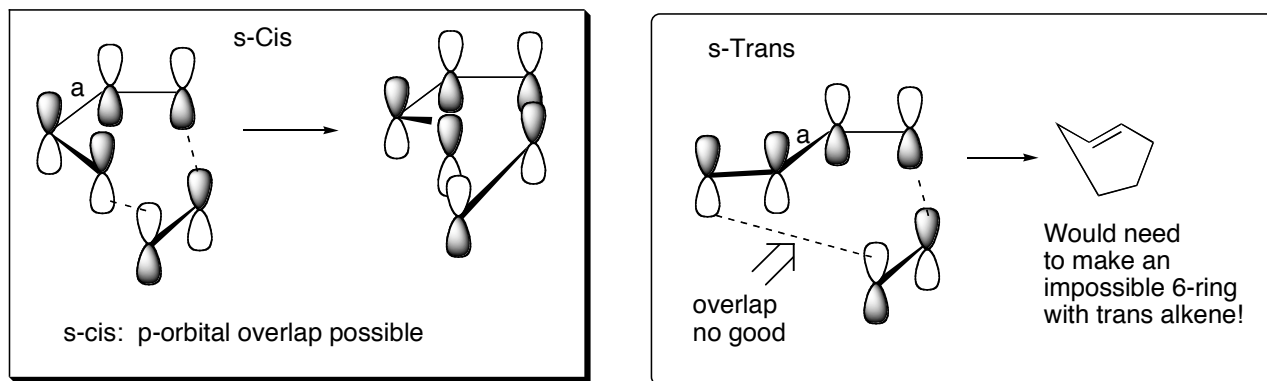 s-Cis
a
s-cis: p-orbital overlap possible
s-Trans
a
overlap
no good
Would need
to make an
impossible 6-ring
with trans alkene!